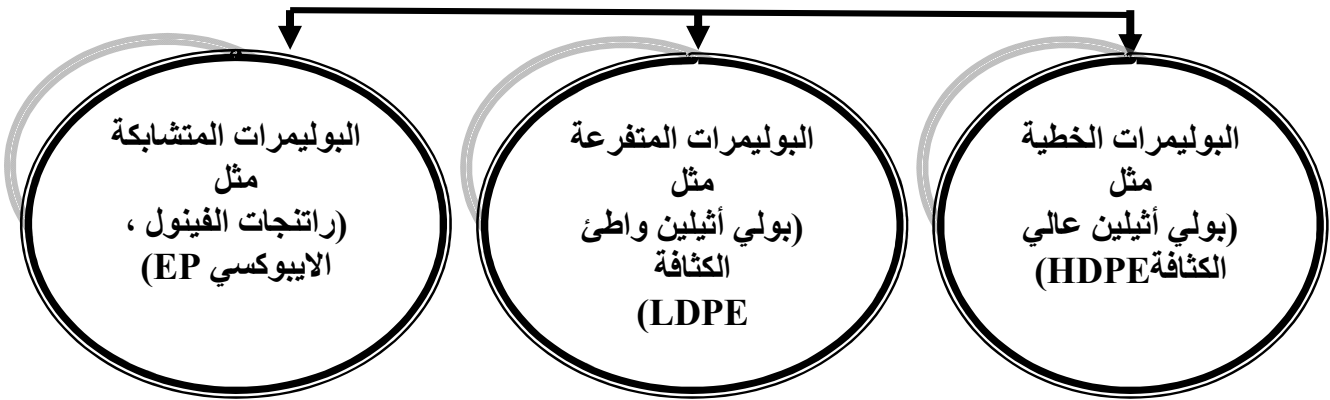 البوليمرات الخطية
مثل
(بولي أثيلين عالي
الكثافةHDPE)
البوليمرات المتفرعة
مثل
(بولي أثيلين واطئ
الكثافة
LDPE)
البوليمرات المتشابكة
مثل
(راتنجات الفينول ،
الايبوكسي EP)